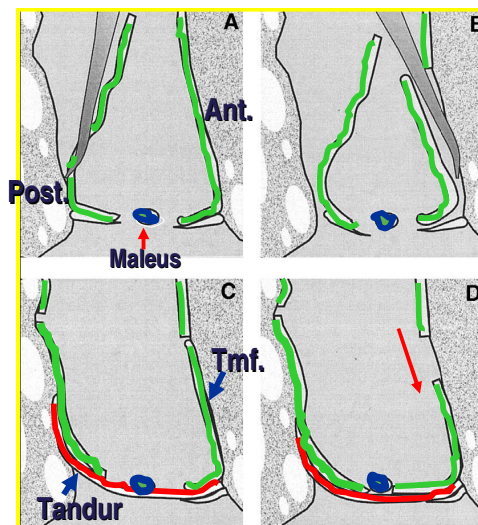 A
B
Ant.
Post.
Maleus
C
D
Tmf.
Tandur